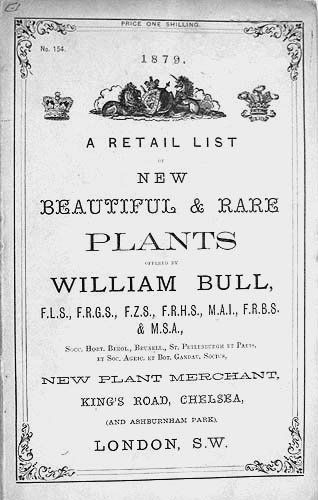 PRICE ONE SHILLING.
No. 154.
1879.
A RETAIL LIST
OF
NEW
BEAUTIFUL & RARE
PLANTS
OFFERED BY
WILLIAM BULL,
F.L.S., F.R.G.S., F.Z.S., F.R.H.S., M.A.I., F.R.B.S.
& M.S.A.,
Socc. Hort. Berol., Bruxell., St. Petersburgh et Paris,
et Soc. Agric. et Bot. Gandav. Socius,
NEW PLANT MERCHANT,
KING'S ROAD, CHELSEA,
(AND ASHBURNHAM PARK),
LONDON, S.W.